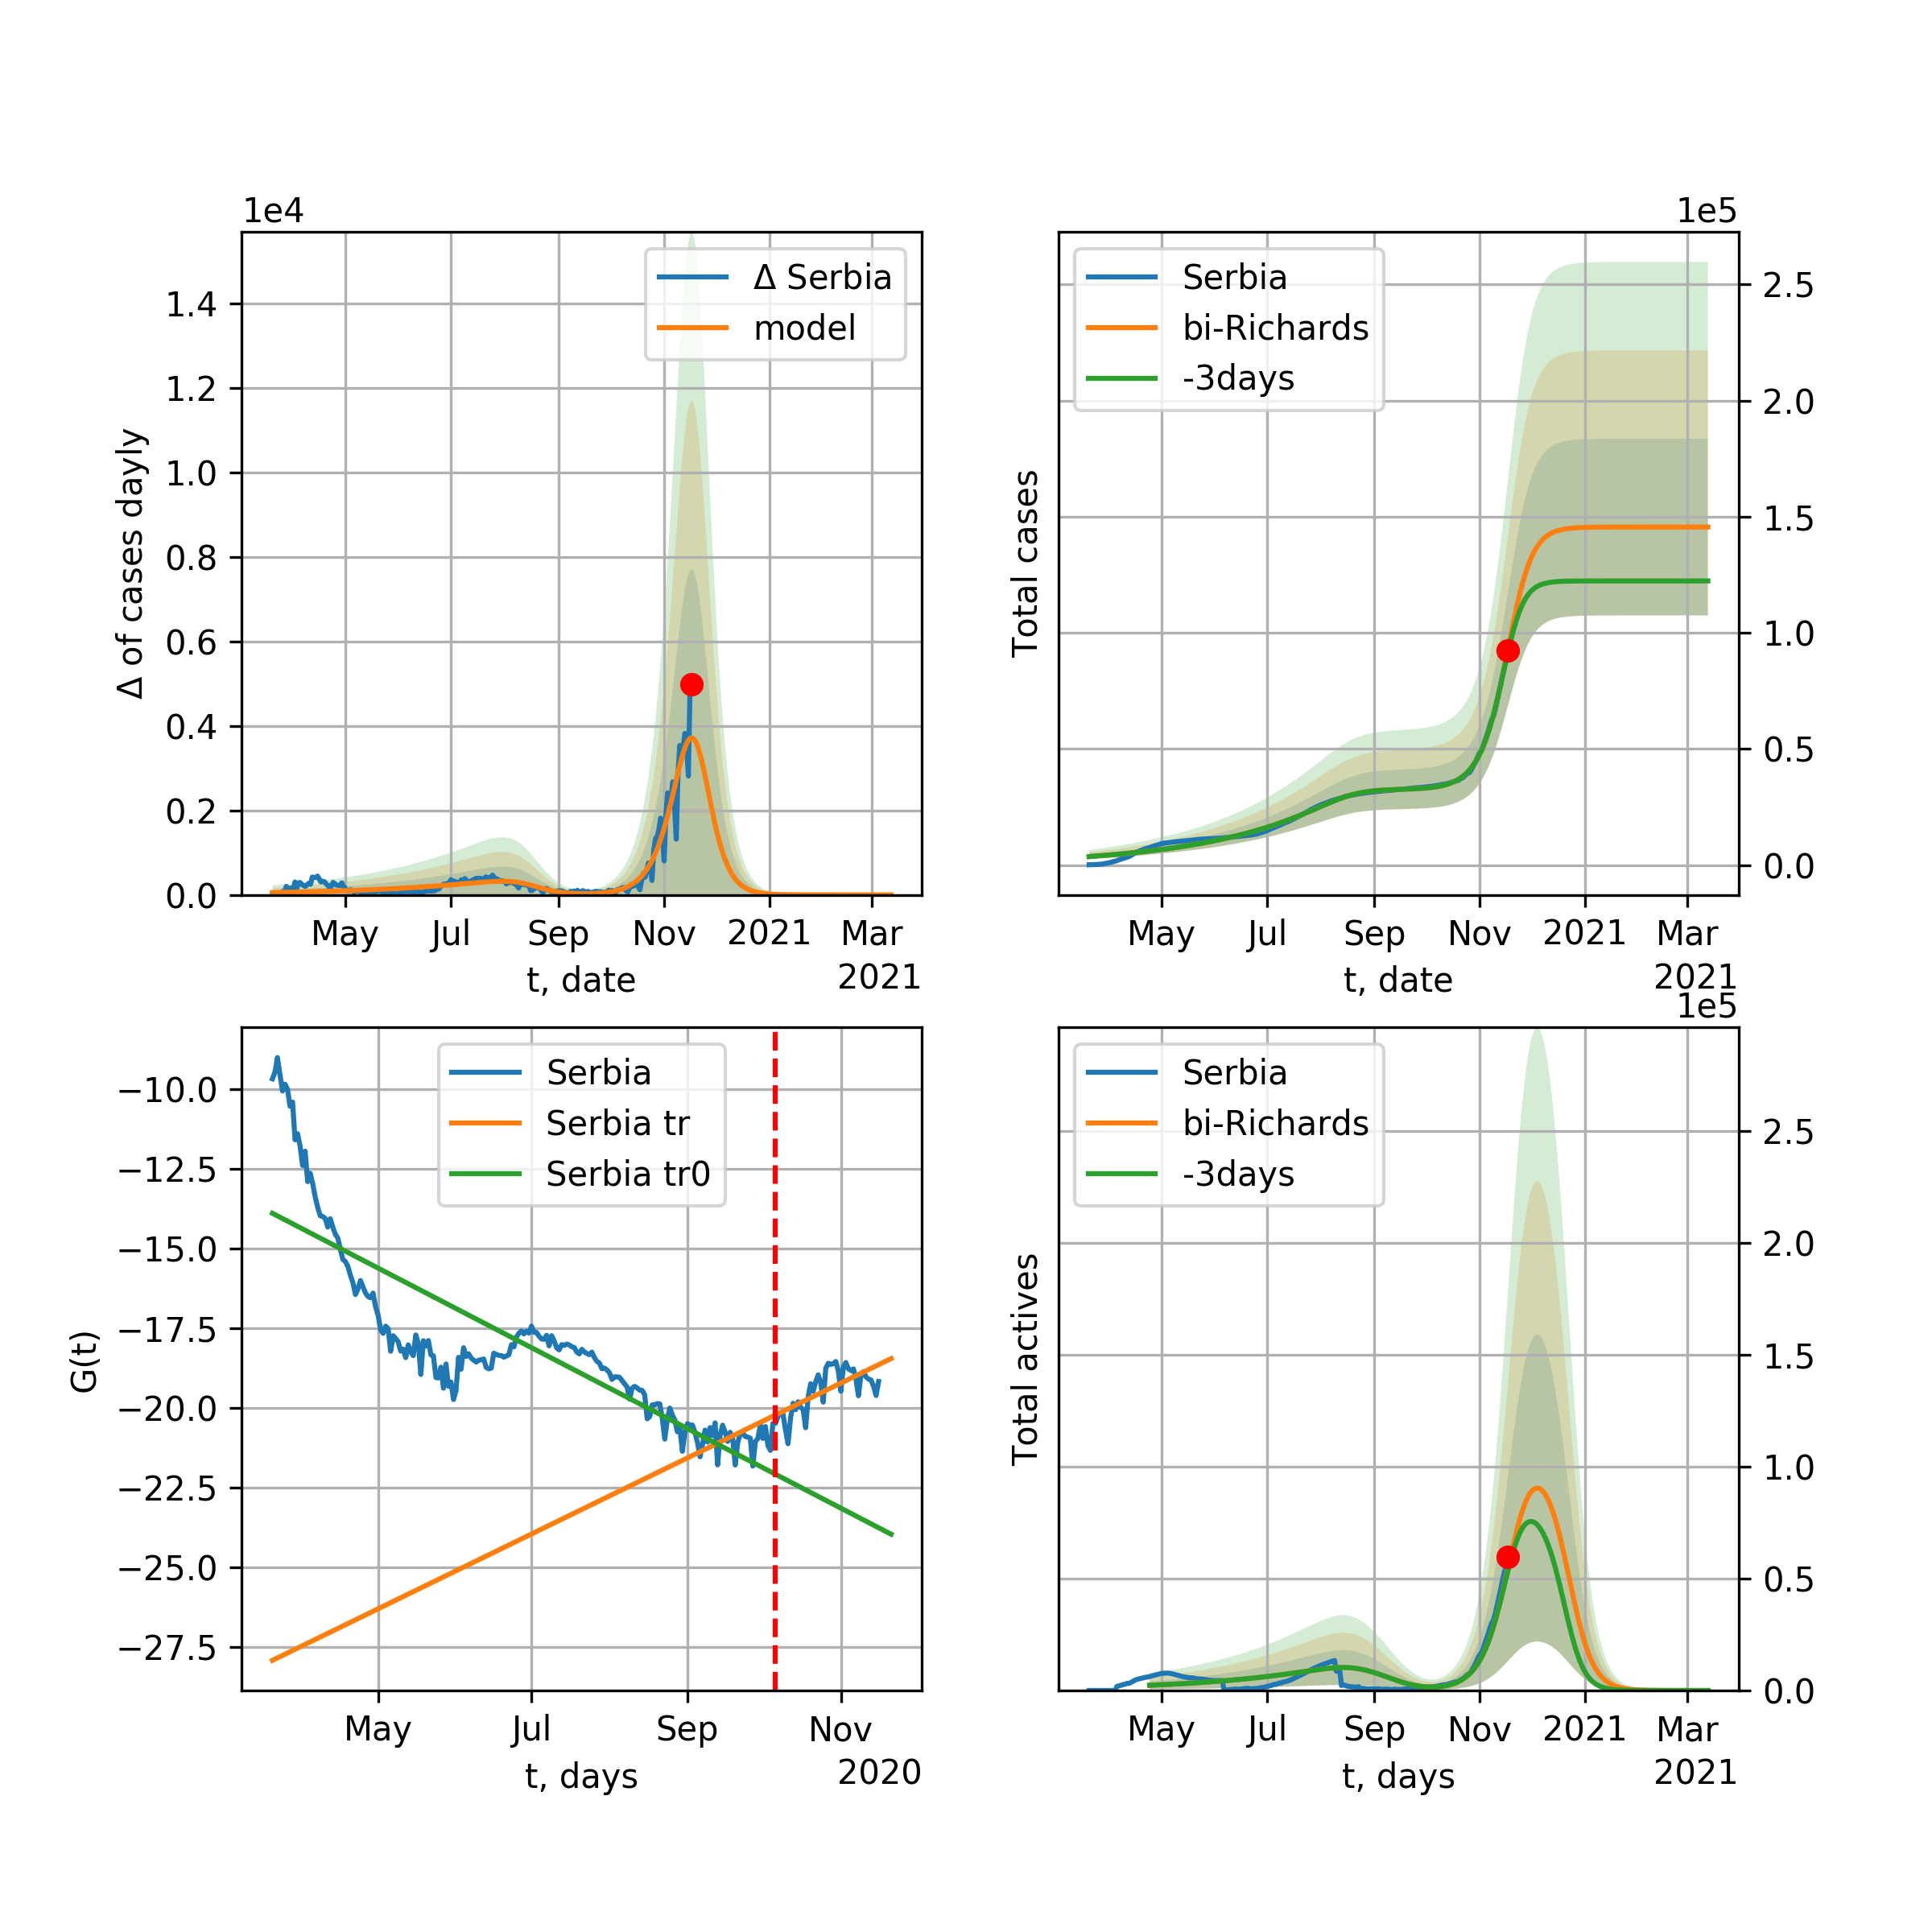 1e4
Δ of cases dayly
1.4
1.2
1.0
0.8
0.6
0.4
0.2
0.0
Δ Serbia
model
May Jul Sep Nov 2021 Mar
t, date
2021
1e5
Total cases
Serbia
bi-Richards
-3days
2.5
2.0
1.5
1.0
0.5
0.0
May Jul Sep Nov 2021 Mar
t, date
2021
G(t)
−10.0
−12.5
−15.0
−17.5
−20.0
−22.5
−25.0
−27.5
Serbia
Serbia tr
Serbia tr0
May Jul Sep Nov
t, days
2020
1e5
Total actives
Serbia
bi-Richards
-3days
2.5
2.0
1.5
1.0
0.5
0.0
May Jul Sep Nov 2021 Mar
t, days
2021